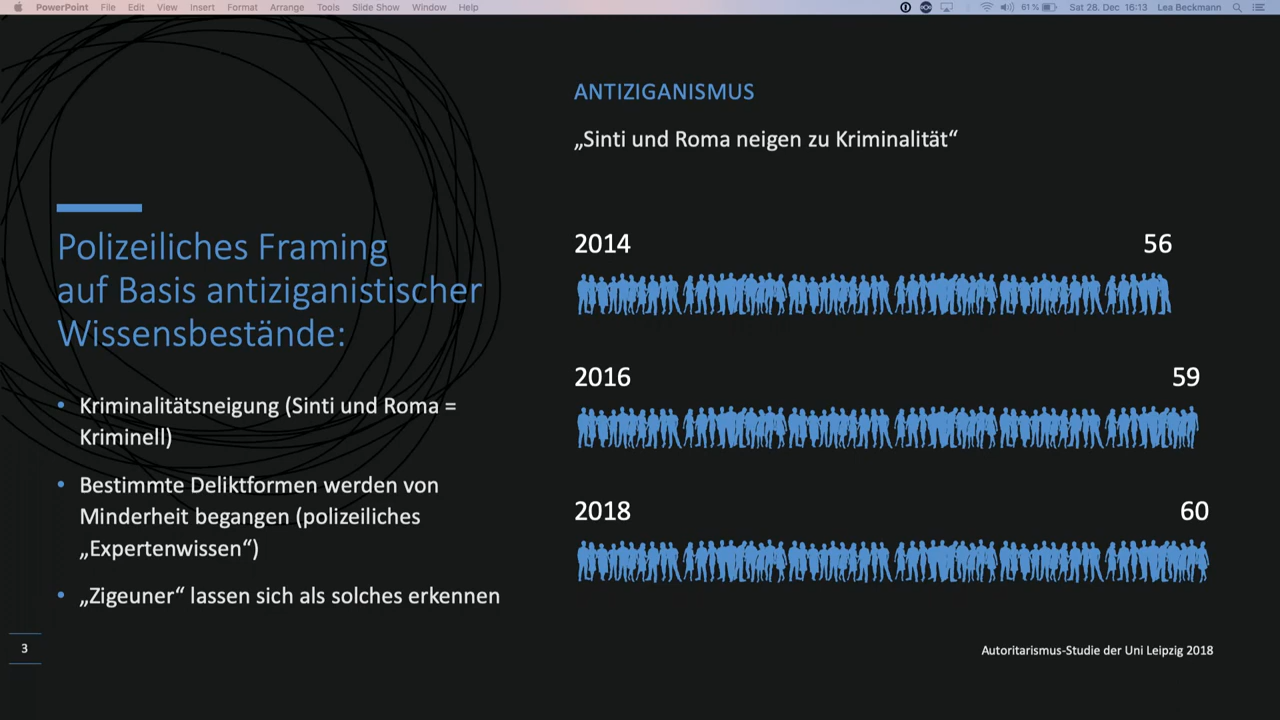 PowerPoint File Edit View Insert Format Arrange Tools Slide Show Window Help 61 % Sat 28. Dec 16:13 Lea Beckmann
Polizeiliches Framing
auf Basis antiziganistischer
Wissensbestände:
• Kriminalitätsneigung (Sinti und Roma =
Kriminell)
• Bestimmte Deliktformen werden von
Minderheit begangen (polizeiliches
„Expertenwissen“)
• „Zigeuner“ lassen sich als solches erkennen
3
ANTIZIGANISMUS
„Sinti und Roma neigen zu Kriminalität“
2014 56
2016 59
2018 60
Autoritarismus-Studie der Uni Leipzig 2018